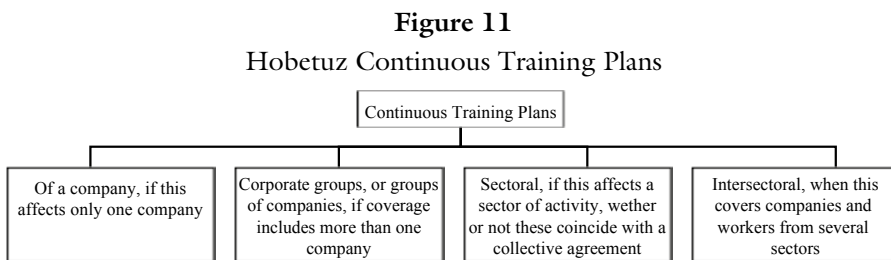 Figure 11
Hobetuz Continuous Training Plans
Continuous Training Plans
Of a company, if this
affects only one company
Corporate groups, or groups
of companies, if coverage
includes more than one
company
Sectoral, if this affects a
sector of activity, wether
or not these coincide with a
collective agreement
Intersectoral, when this
covers companies and
workers from several
sectors